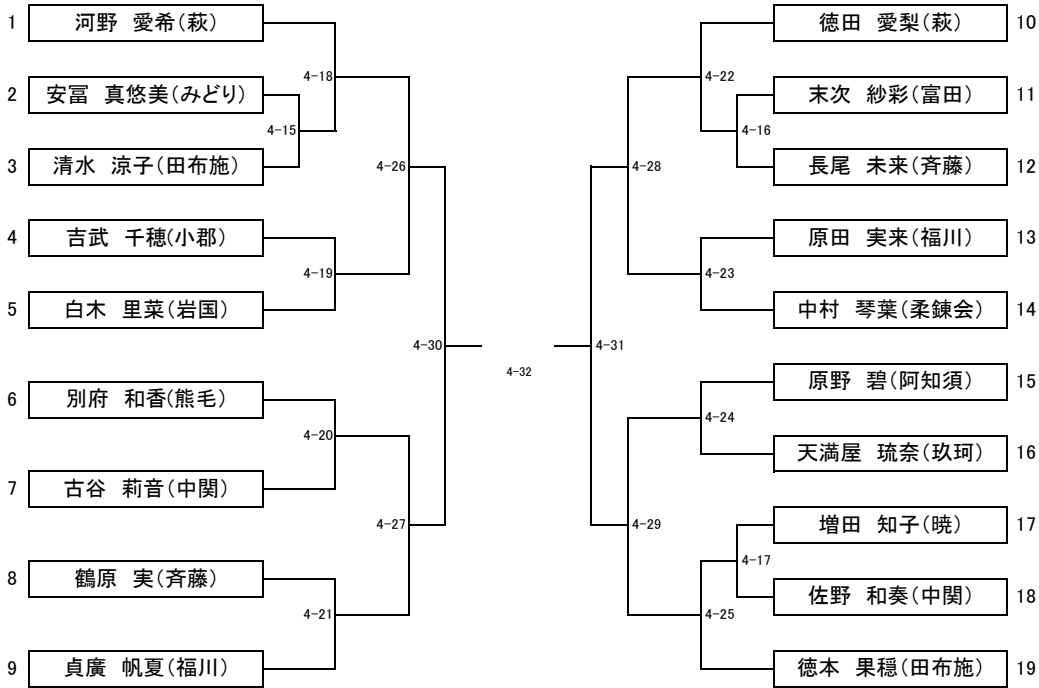 1 河野 愛希(萩)
2 安冨 真悠美(みどり)
3 清水 涼子(田布施)
4 吉武 千穂(小郡)
5 白木 里菜(岩国)
6 別府 和香(熊毛)
7 古谷 莉音(中関)
8 鶴原 実(斉藤)
9 貞廣 帆夏(福川)
4-18
4-15
4-26
4-19
4-30
4-20
4-27
4-21
4-32
4-22
4-16
4-28
4-23
4-31
4-24
4-29
4-17
4-25
徳田 愛梨(萩) 10
末次 紗彩(富田) 11
長尾 未来(斉藤) 12
原田 実来(福川) 13
中村 琴葉(柔錬会) 14
原野 碧(阿知須) 15
天満屋 琉奈(玖珂) 16
増田 知子(暁) 17
佐野 和奏(中関) 18
徳本 果穏(田布施) 19